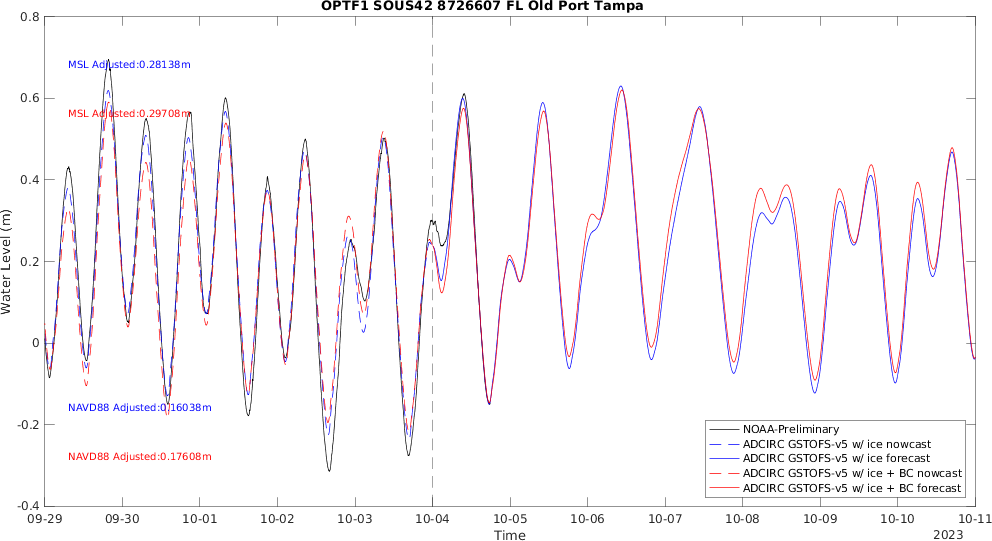 OPTF1 SOUS42 8726607 FL Old Port Tampa
Water Level (m)
0.8
0.6
0.4
0.2
0
-0.2
-0.4
MSL Adjusted:0.28138m
MSL Adjusted:0.29708m
NAVD88 Adjusted:0.16038m
NAVD88 Adjusted:0.17608m
NOAA-Preliminary
ADCIRC GSTOFS-v5 w/ ice nowcast
ADCIRC GSTOFS-v5 w/ ice forecast
ADCIRC GSTOFS-v5 w/ ice + BC nowcast
ADCIRC GSTOFS-v5 w/ ice + BC forecast
09-29 09-30 10-01 10-02 10-03 10-04 10-05 10-06 10-07 10-08 10-09 10-10 10-11
Time
2023